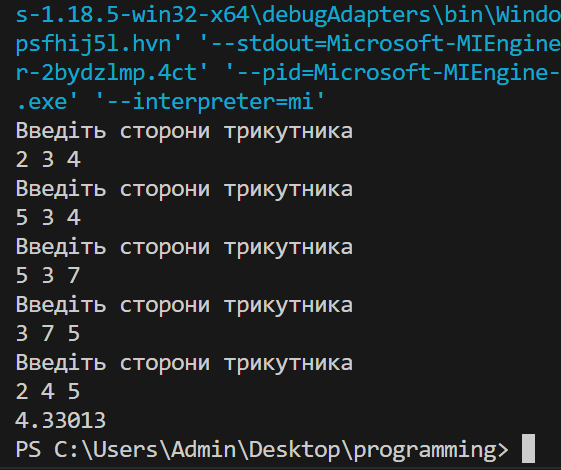 s-1.18.5-win32-x64\debugAdapters\bin\Windo
psfhij5l.hvn' '--stdout=Microsoft-MIEngine
r-2bydzlmp.4ct' '--pid=Microsoft-MIEngine-
.exe' '--interpreter=mi'
Введіть сторони трикутника
2 3 4
Введіть сторони трикутника
5 3 4
Введіть сторони трикутника
5 3 7
Введіть сторони трикутника
3 7 5
Введіть сторони трикутника
2 4 5
4.33013
PS C:\Users\Admin\Desktop\programming>